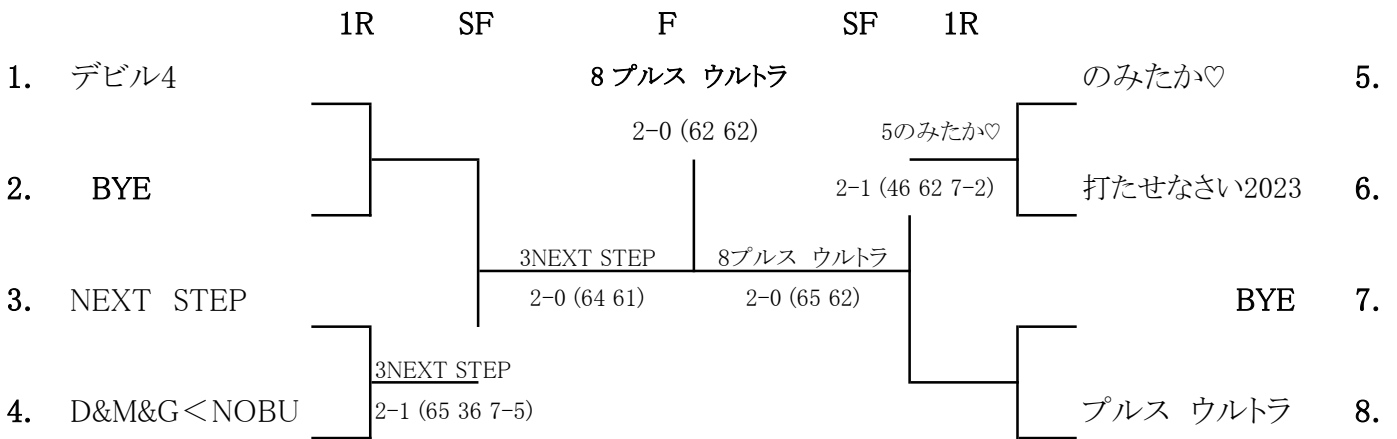 1R SF F SF 1R
1. デビル4 8 プルス ウルトラ のみたか♡ 5.
2-0 (62 62) 5のみたか♡
2. BYE 2-1 (46 62 7-2) 打たせなさい2023 6.
3NEXT STEP 8プルス ウルトラ
3. NEXT STEP 2-0 (64 61) 2-0 (65 62) BYE 7.
3NEXT STEP
4. D&M&G＜NOBU 2-1 (65 36 7-5) プルス ウルトラ 8.